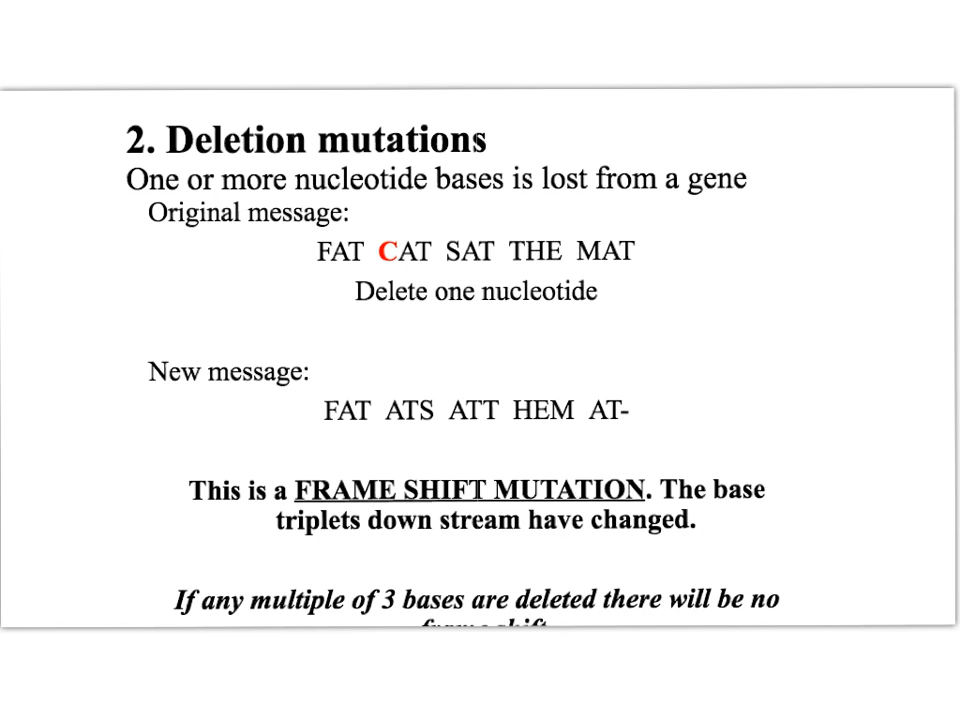 2. Deletion mutations
One or more nucleotide bases is lost from a gene
Original message:
FAT CAT SAT THE MAT
Delete one nucleotide
New message:
FAT ATS ATT HEM AT-
This is a FRAME SHIFT MUTATION. The base
triplets down stream have changed.
If any multiple of 3 bases are deleted there will be no